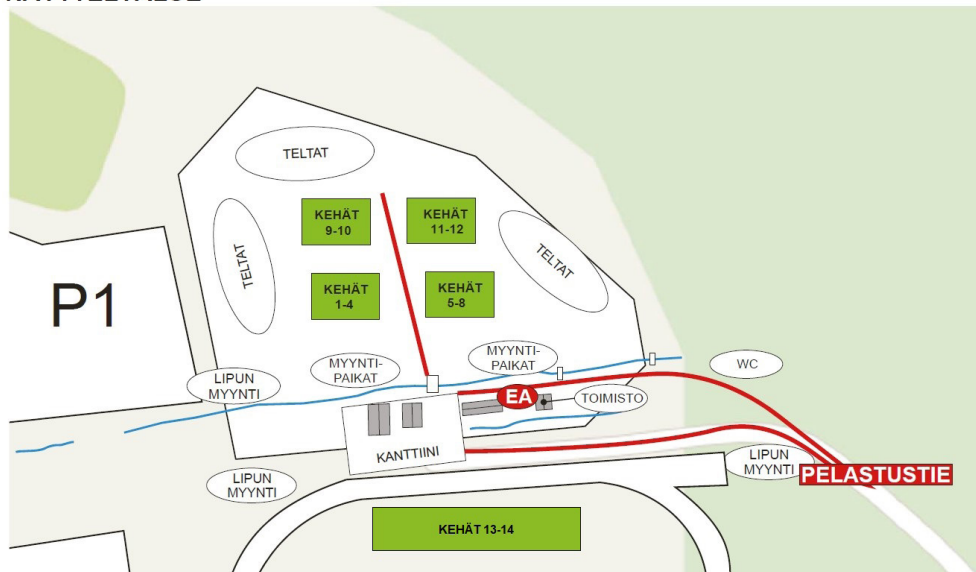 TELTAT
KEHÄT
9-10
KEHÄT
11-12
TELTAT
TELTAT
KEHÄT
1-4
KEHÄT
5-8
P1
MYYNTI-
PAIKAT
MYYNTI-
PAIKAT
WC
LIPUN
MYYNTI
EA
TOIMISTO
KANTTIINI
LIPUN
MYYNTI
LIPUN
MYYNTI
PELASTUSTIE
KEHÄT 13-14